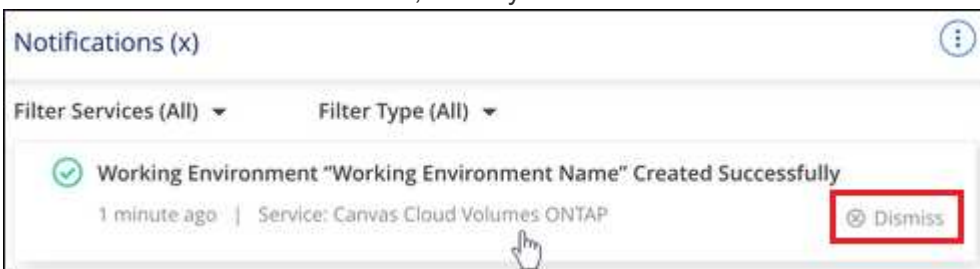 Notifications (x)
Filter Services (All) Filter Type (All)
Working Environment “Working Environment Name” Created Successfully
1 minute ago | Service: Canvas Cloud Volumes ONTAP
Dismiss